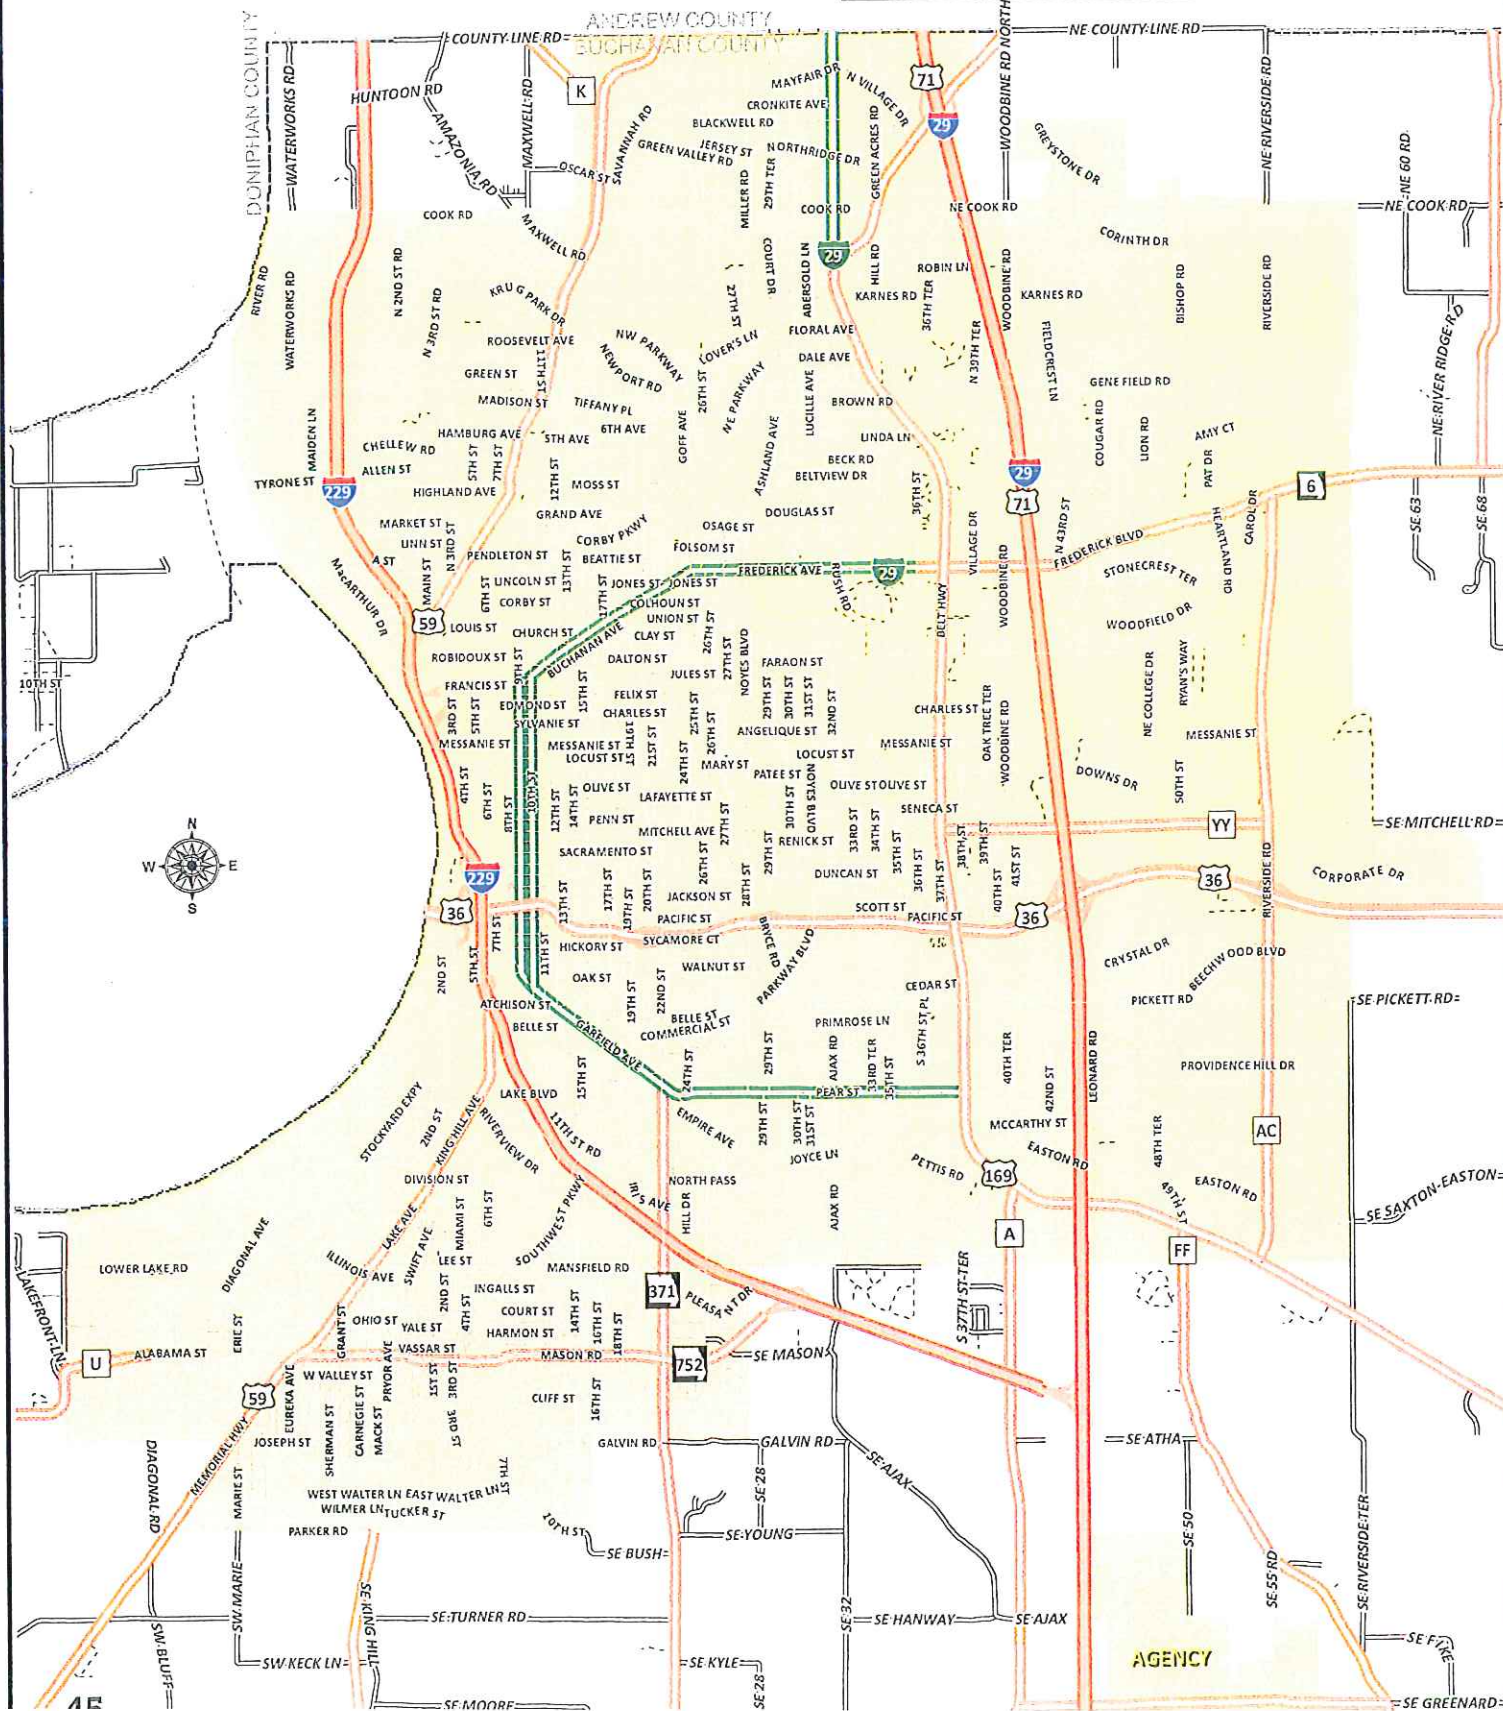 ANDREW COUNTY
BUCHANAN COUNTY
DONIPHAN COUNTY
COUNTY LINE RD
NE COUNTY LINE RD
WOODBINE RD NORTH
WATERWORKS RD
HUNTOON RD
AMAZONIA RD
MAXWELL RD
K
SAVANNAH RD
MAYFAIR DR
N VILLAGE DR
71
CRONKITE AVE
BLACKWELL RD
JERSEY ST
GREEN VALLEY RD
NORTHRIDGE DR
GREEN ACRES RD
29
GREYSTONE DR
NE RIVERSIDE RD
NE 60 RD
OSCAR ST
MILLER RD
29TH TER
COOK RD
COOK RD
NE COOK RD
NE COOK RD
MAXWELL RD
CORINTH DR
RIVER RD
WATERWORKS RD
N 2ND ST RD
N 3RD ST RD
KRUG PARK DR
COURT DR
27TH ST
ABERSOLD LN
29
HILL RD
ROBIN LN
KARNES RD
36TH TER
WOODBINE RD
KARNES RD
BISHOP RD
RIVERSIDE RD
NE RIVER RIDGE RD
ROOSEVELT AVE
11TH ST
NW PARKWAY
NEWPORT RD
LOVER'S LN
FLORAL AVE
DALE AVE
N 39TH TER
FIELDCREST LN
GREEN ST
MADISON ST
TIFFANY PL
26TH ST
NE PARKWAY
LUCILLE AVE
BROWN RD
GENE FIELD RD
MAIDEN LN
CHELLEW RD
HAMBURG AVE
5TH AVE
6TH AVE
GOFF AVE
ASHLAND AVE
LINDA LN
COUGAR RD
LION RD
AMY CT
PAT DR
TYRONE ST
ALLEN ST
5TH ST
7TH ST
12TH ST
MOSS ST
BECK RD
BELTVIEW DR
36TH ST
29
71
6
229
HIGHLAND AVE
GRAND AVE
CORBY PKWY
OSAGE ST
DOUGLAS ST
VILLAGE DR
N 43RD ST
HEARTLAND RD
CAROL DR
SE 63
SE 68
MARKET ST
LINN ST
A ST
N 3RD ST
PENDLETON ST
13TH ST
BEATTIE ST
FOLSOM ST
FREDERICK AVE
29
FREDERICK BLVD
STONECREST TER
MacARTHUR DR
MAIN ST
6TH ST
LINCOLN ST
CORBY ST
17TH ST
JONES ST
JONES ST
COLHOUN ST
RUSH RD
BELT HWY
WOODBINE RD
WOODFIELD DR
59
LOUIS ST
CHURCH ST
BUCHANAN AVE
UNION ST
CLAY ST
26TH ST
27TH ST
NOYES BLVD
ROBIDOUX ST
9TH ST
DALTON ST
JULES ST
FARAON ST
NE COLLEGE DR
RYAN'S WAY
10TH ST
FRANCIS ST
EDMOND ST
15TH ST
FELIX ST
CHARLES ST
29TH ST
30TH ST
31ST ST
32ND ST
CHARLES ST
OAK TREE TER
WOODBINE RD
3RD ST
5TH ST
SYLVANIE ST
25TH ST
26TH ST
ANGELIQUE ST
MESSANIE ST
MESSANIE ST
MESSANIE ST
MESSANIE ST
LOCUST ST
21ST ST
24TH ST
MARY ST
LOCUST ST
PATEE ST
DOWNS DR
50TH ST
4TH ST
6TH ST
8TH ST
10TH ST
12TH ST
14TH ST
OLIVE ST
LAFAYETTE ST
30TH ST
NOYES BLVD
OLIVE ST
OLIVE ST
SENECA ST
PENN ST
MITCHELL AVE
27TH ST
RENICK ST
33RD ST
34TH ST
35TH ST
38TH ST
39TH ST
YY
SE MITCHELL RD
N
W
E
S
SACRAMENTO ST
26TH ST
29TH ST
DUNCAN ST
36TH ST
37TH ST
40TH ST
41ST ST
RIVERSIDE RD
CORPORATE DR
229
36
13TH ST
17TH ST
19TH ST
20TH ST
JACKSON ST
28TH ST
SCOTT ST
PACIFIC ST
PACIFIC ST
36
36
7TH ST
HICKORY ST
SYCAMORE CT
BRYCE RD
PARKWAY BLVD
CRYSTAL DR
BEECHWOOD BLVD
2ND ST
5TH ST
11TH ST
OAK ST
19TH ST
22ND ST
WALNUT ST
CEDAR ST
PICKETT RD
SE PICKETT RD
ATCHISON ST
BELLE ST
GARFIELD AVE
BELLE ST
COMMERCIAL ST
PRIMROSE LN
S 36TH ST PL
LEONARD RD
STOCKYARD EXPY
LAKE BLVD
15TH ST
24TH ST
29TH ST
AJAX RD
33RD TER
35TH ST
PEAR ST
40TH TER
42ND ST
PROVIDENCE HILL DR
2ND ST
KING HILL AVE
RIVERVIEW DR
11TH ST RD
EMPIRE AVE
29TH ST
30TH ST
31ST ST
JOYCE LN
MCCARTHY ST
EASTON RD
48TH TER
AC
DIVISION ST
NORTH PASS
PETTIS RD
169
49TH ST
EASTON RD
SE SAXTON-EASTON
LAKE AVE
SWIFT AVE
MIAMI ST
6TH ST
SOUTHWEST PKWY
IRIS AVE
HILL DR
AJAX RD
A
FF
LAKEFRONT LN
LOWER LAKE RD
DIAGONAL AVE
ILLINOIS AVE
LEE ST
MANSFIELD RD
S 37TH ST TER
2ND ST
4TH ST
INGALLS ST
COURT ST
HARMON ST
14TH ST
16TH ST
18TH ST
371
PLEASANT DR
ERIE ST
GRANT ST
OHIO ST
YALE ST
VASSAR ST
MASON RD
752
SE MASON
U
ALABAMA ST
W VALLEY ST
PRYOR AVE
1ST ST
3RD ST
CLIFF ST
16TH ST
59
EUREKA AVE
SHERMAN ST
CARNEGIE ST
MACK ST
3RD ST
MEMORIAL HWY
JOSEPH ST
GALVIN RD
GALVIN RD
SE ATHA
DIAGONAL RD
MARIE ST
WEST WALTER LN
EAST WALTER LN
7TH ST
SE 28
SE AJAX
WILMER LN
TUCKER ST
PARKER RD
10TH ST
SE BUSH
SE YOUNG
SE 50
SE 55 RD
SE RIVERSIDE TER
SW MARIE
SE KING HILL
SE TURNER RD
SE 32
SE HANWAY
SE AJAX
SW BLUFF
SW KECK LN
SE KYLE
SE 28
AGENCY
SE FYKE
SE MOORE
SE GREENARD